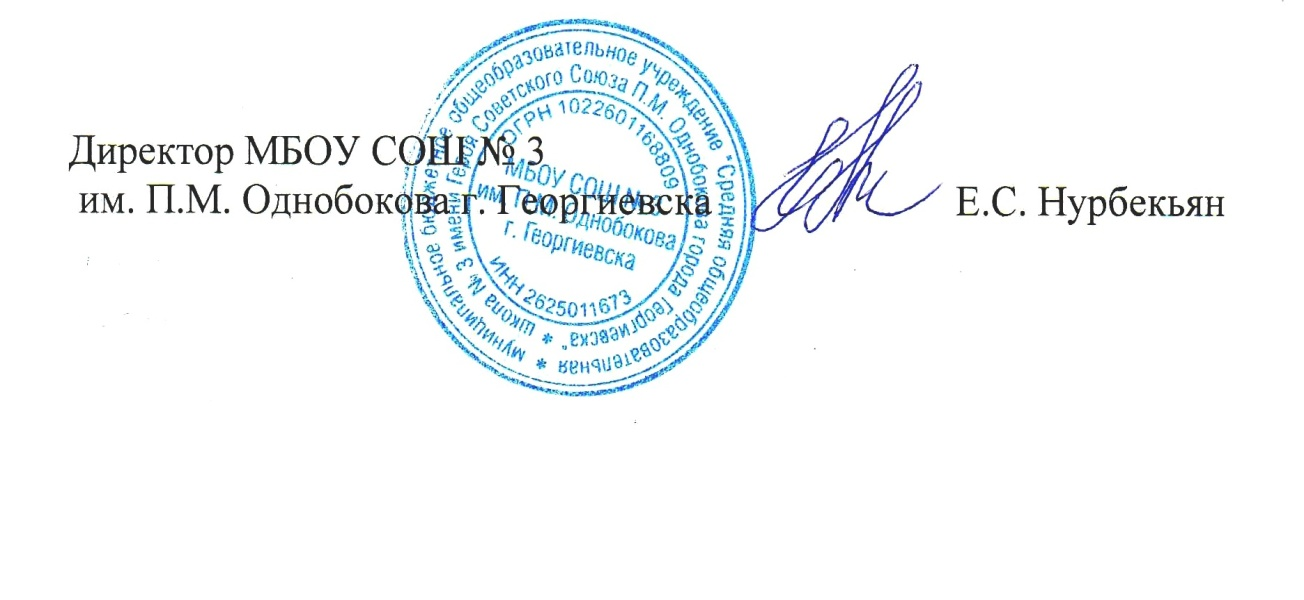 Директор МБОУ СОШ № 3
им. П.М. Однобокова г. Георгиевска
Е.С. Нурбекьян
муниципальное бюджетное общеобразовательное учреждение "Средняя общеобразовательная
школа № 3 имени Героя Советского Союза П.М. Однобокова города Георгиевска"
ОГРН 1022601168809
МБОУ СОШ № 3
им. П.М. Однобокова
г. Георгиевска
ИНН 2625011673